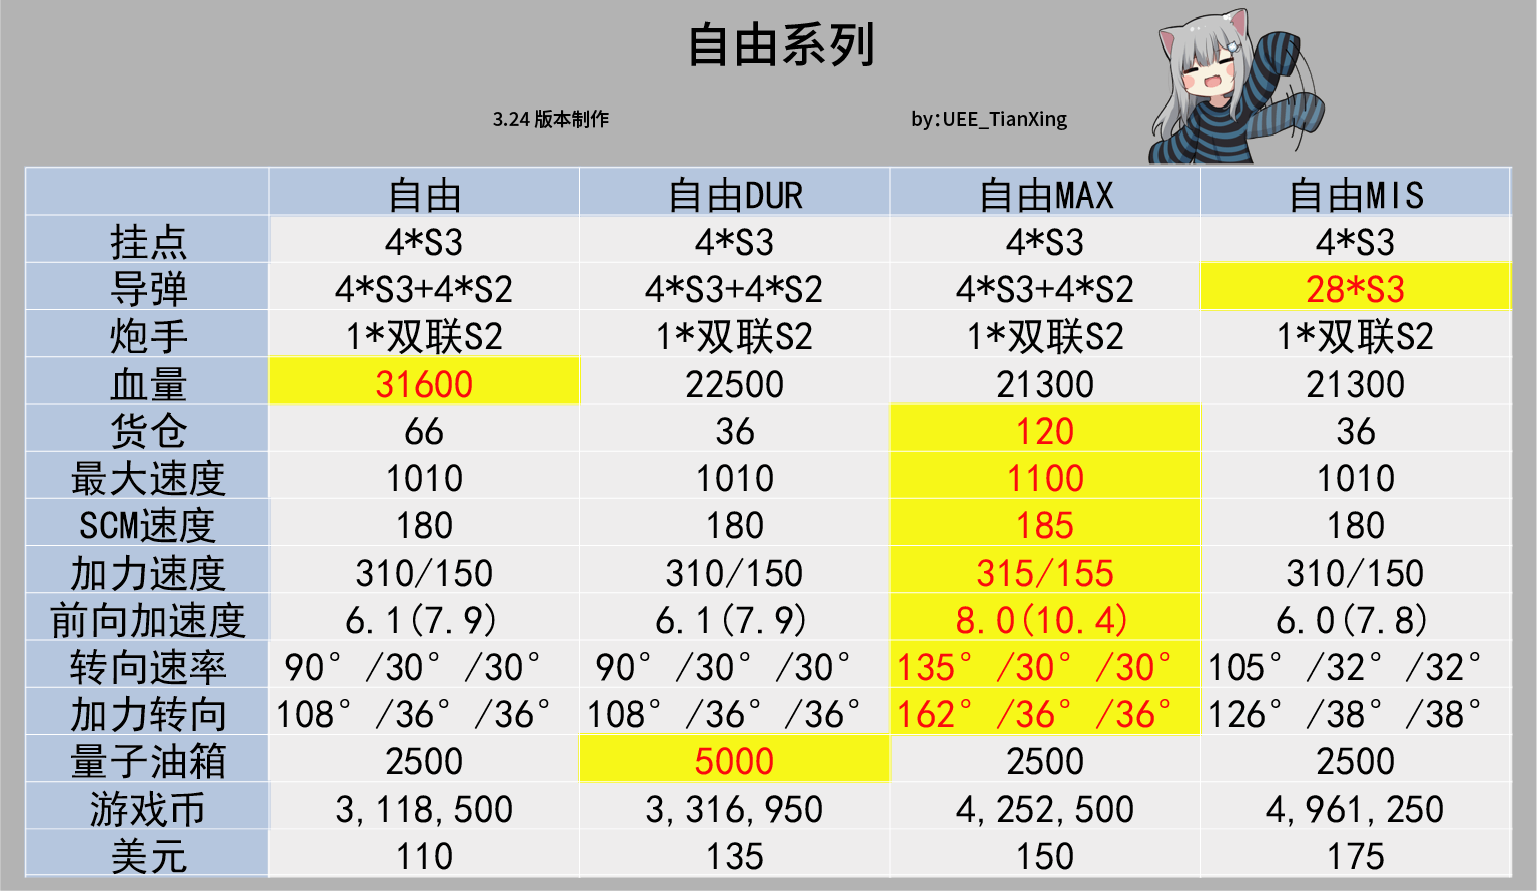 自由系列
3.24 版本制作
by:UEE_TianXing
自由 自由DUR 自由MAX 自由MIS
挂点 4*S3 4*S3 4*S3 4*S3
导弹 4*S3+4*S2 4*S3+4*S2 4*S3+4*S2 28*S3
炮手 1*双联S2 1*双联S2 1*双联S2 1*双联S2
血量 31600 22500 21300 21300
货仓 66 36 120 36
最大速度 1010 1010 1100 1010
SCM速度 180 180 185 180
加力速度 310/150 310/150 315/155 310/150
前向加速度 6.1(7.9) 6.1(7.9) 8.0(10.4) 6.0(7.8)
转向速率 90° /30° /30° 90° /30° /30° 135° /30° /30° 105° /32° /32°
加力转向 108° /36° /36° 108° /36° /36° 162° /36° /36° 126° /38° /38°
量子油箱 2500 5000 2500 2500
游戏币 3,118,500 3,316,950 4,252,500 4,961,250
美元 110 135 150 175